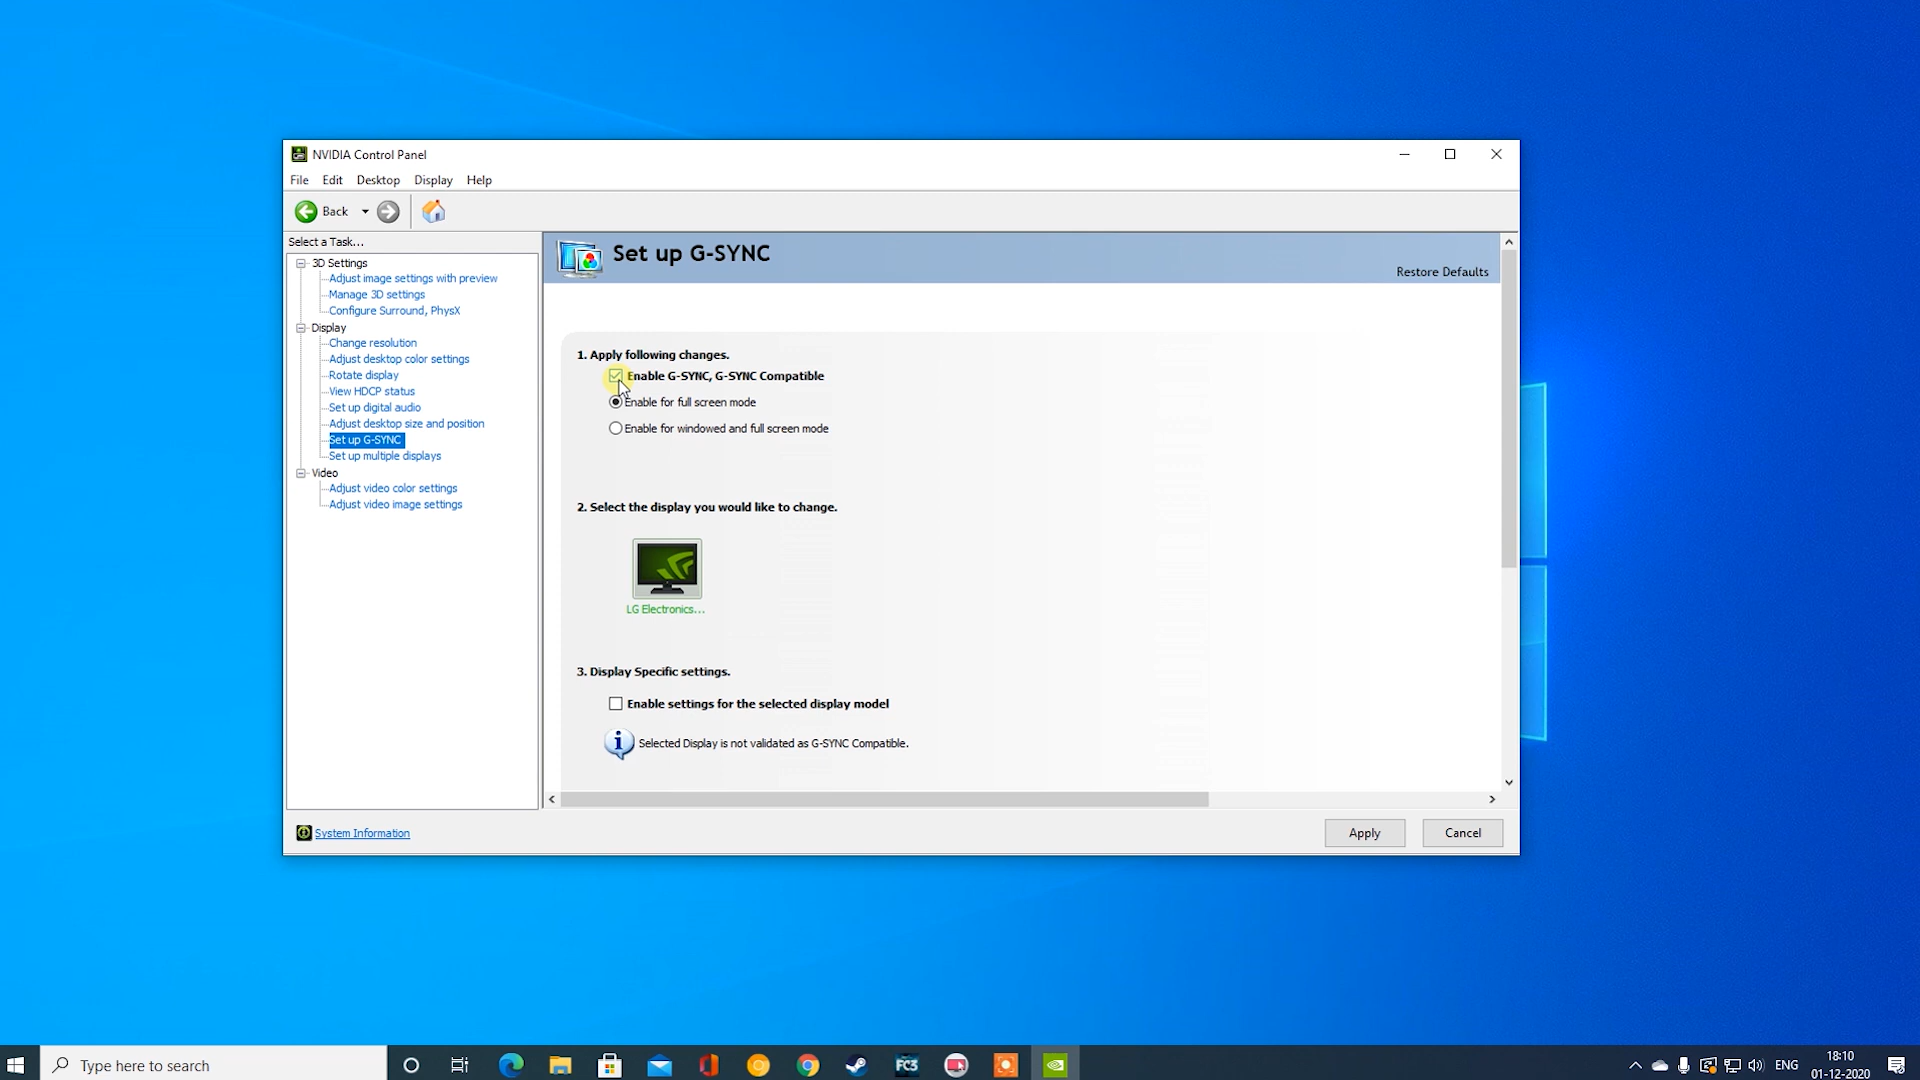 NVIDIA Control Panel
File Edit Desktop Display Help
Back
Select a Task...
3D Settings
Adjust image settings with preview
Manage 3D settings
Configure Surround, PhysX
Display
Change resolution
Adjust desktop color settings
Rotate display
View HDCP status
Set up digital audio
Adjust desktop size and position
Set up G-SYNC
Set up multiple displays
Video
Adjust video color settings
Adjust video image settings
System Information
Set up G-SYNC
Restore Defaults
1. Apply following changes.
Enable G-SYNC, G-SYNC Compatible
Enable for full screen mode
Enable for windowed and full screen mode
2. Select the display you would like to change.
LG Electronics...
3. Display Specific settings.
Enable settings for the selected display model
Selected Display is not validated as G-SYNC Compatible.
Apply Cancel
Type here to search
FC3
ENG
18:10
01-12-2020